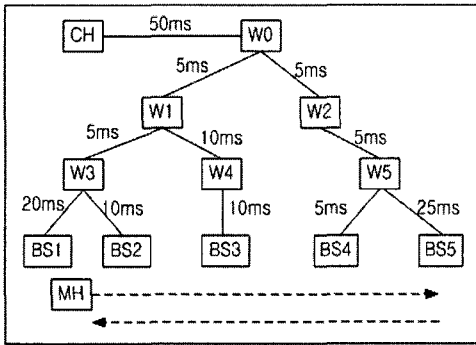 50ms
CH W0
5ms 5ms
W1 W2
5ms 10ms 5ms
W3 W4 W5
20ms 10ms 10ms 5ms 25ms
BS1 BS2 BS3 BS4 BS5
MH